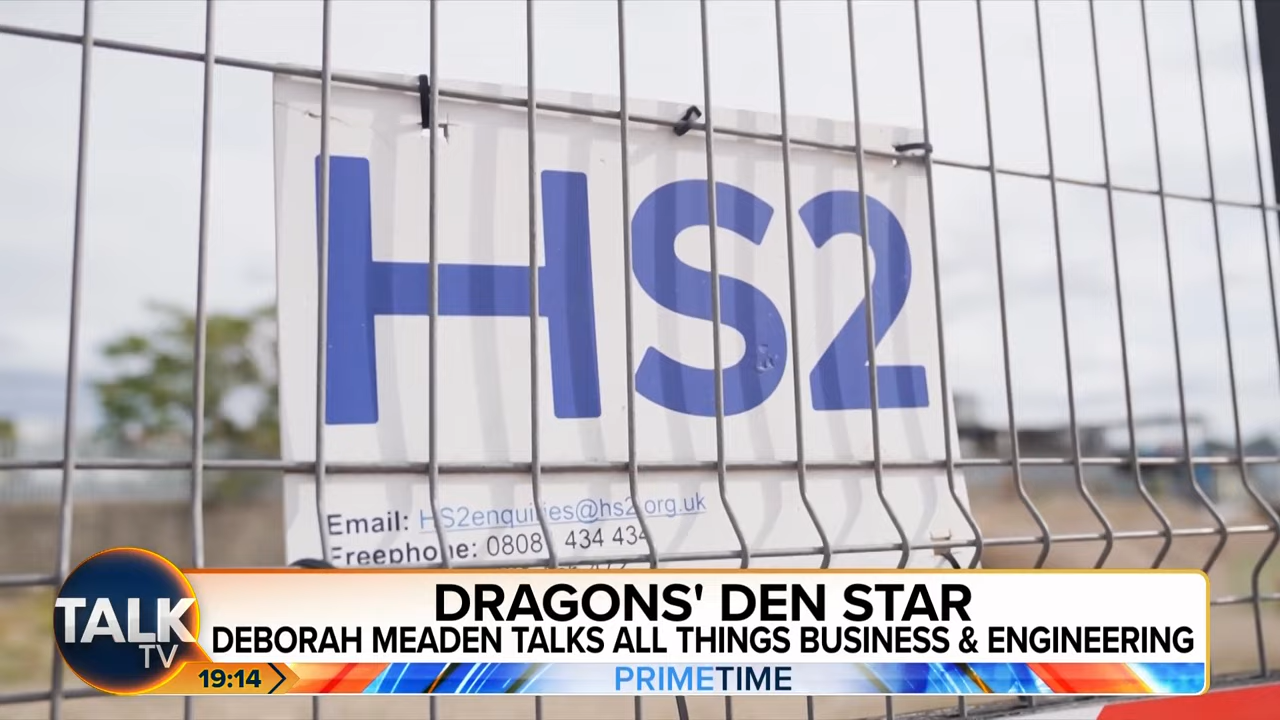 HS2
Email: HS2enquiries@hs2.org.uk
Freephone: 0808 434 434
DRAGONS' DEN STAR
DEBORAH MEADEN TALKS ALL THINGS BUSINESS & ENGINEERING
TALK
TV
19:14
PRIMETIME